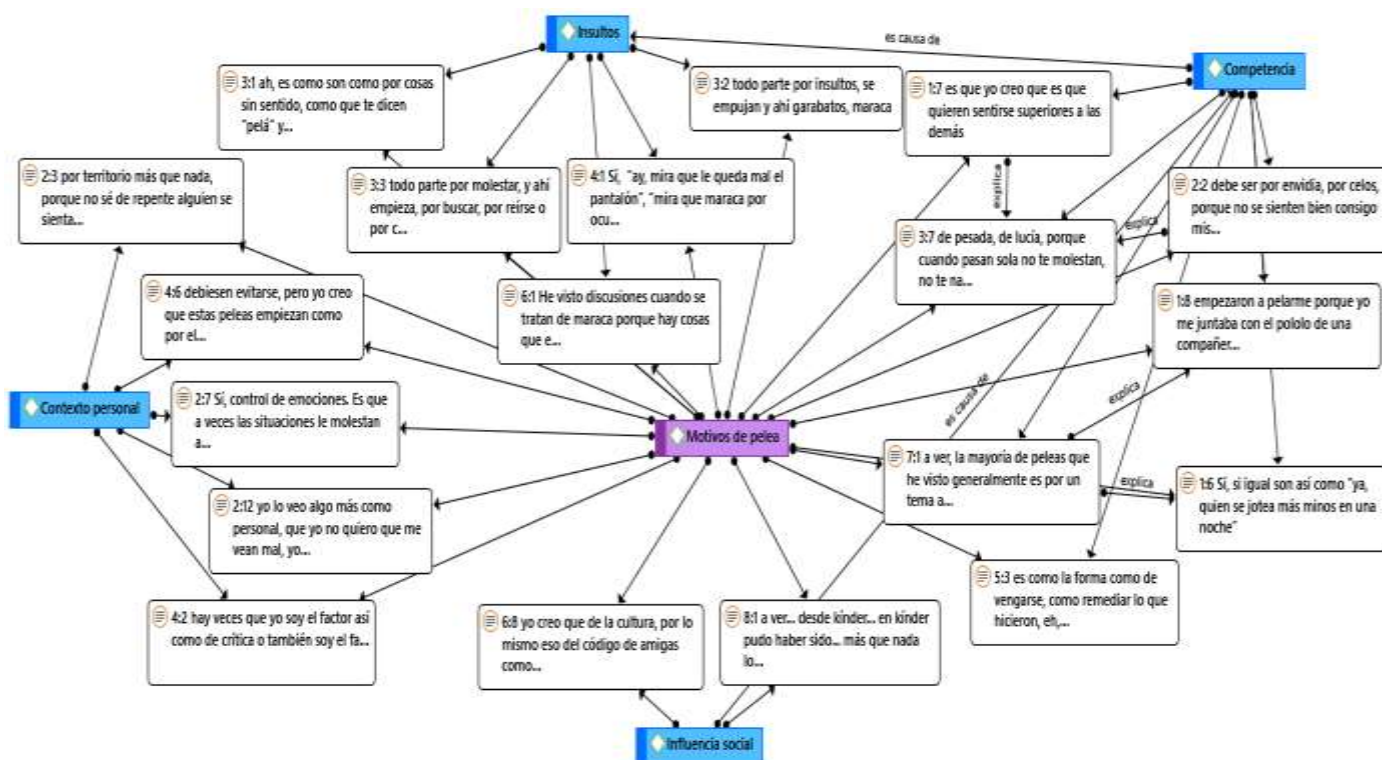 Insultos
es causa de
Competencia
3:1 ah, es como son como por cosas
sin sentido, como que te dicen
"pelá" y...
3:2 todo parte por insultos, se
empujan y ahí garabatos, maraca
1:7 es que yo creo que es que
quieren sentirse superiores a las
demás
2:3 por territorio más que nada,
porque no sé de repente alguien se
sienta...
3:3 todo parte por molestar, y ahí
empieza, por buscar, por reírse o
por c...
4:1 Sí, "ay, mira que le queda mal el
pantalón", "mira que maraca por
ocu...
explica
2:2 debe ser por envidia, por celos,
porque no se sienten bien consigo
mis...
3:7 de pesada, de lucía, porque
cuando pasan sola no te molestan,
no te na...
explica
4:6 debiesen evitarse, pero yo creo
que estas peleas empiezan como
por el...
6:1 He visto discusiones cuando se
tratan de maraca porque hay cosas
que e...
1:8 empezaron a pelarme porque yo
me juntaba con el pololo de una
compañer...
Contexto personal
2:7 Sí, control de emociones. Es que
a veces las situaciones le molestan
a...
es causa de
explica
Motivos de pelea
7:1 a ver, la mayoría de peleas que
he visto generalmente es por un
tema a...
explica
1:6 Sí, si igual son así como "ya,
quien se jotea más minos en una
noche"
2:12 yo lo veo algo más como
personal, que yo no quiero que me
vean mal, yo...
5:3 es como la forma como de
vengarse, como remediar lo que
hicieron, eh,...
4:2 hay veces que yo soy el factor así
como de crítica o también soy el fa...
6:8 yo creo que de la cultura, por lo
mismo eso del código de amigas
como...
8:1 a ver... desde kínder... en kínder
pudo haber sido... más que nada
lo...
Influencia social